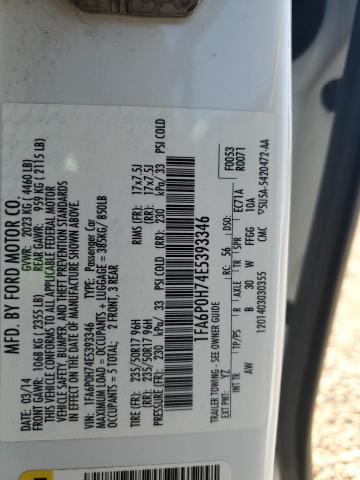 MFD. BY FORD MOTOR CO.
DATE: 03/14 GVWR: 2023 KG ( 4460 LB)
FRONT GAWR: 1068 KG ( 2355 LB) REAR GAWR: 959 KG ( 2115 LB)
THIS VEHICLE CONFORMS TO ALL APPLICABLE FEDERAL MOTOR
VEHICLE SAFETY, BUMPER, AND THEFT PREVENTION STANDARDS
IN EFFECT ON THE DATE OF MANUFACTURE SHOWN ABOVE.
VIN: 1FA6P0H74E5393346 TYPE: Passenger Car
MAXIMUM LOAD = OCCUPANTS + LUGGAGE = 385KG/ 850LB
OCCUPANTS: 5 TOTAL; 2 FRONT, 3 REAR
TIRE (FR) 235/50R17 96H RIMS (FR) 17x7.5J
TIRE (RR) 235/50R17 96H (RR) 17x7.5J
PRESSURE (FR) 230 kPa/ 33 PSI COLD
(RR) 230 kPa/ 33 PSI COLD
1FA6P0H74E5393346
F0053
R0071
TRAILER TOWING - SEE OWNER GUIDE
EXT PNT: YZ RC: 56 DSO:
INT TR TP/PS R AXLE TR SPR EC71A
AW B 30 W FFGG 10A
120140303035 CMC ▽5U5A-5420472-AA